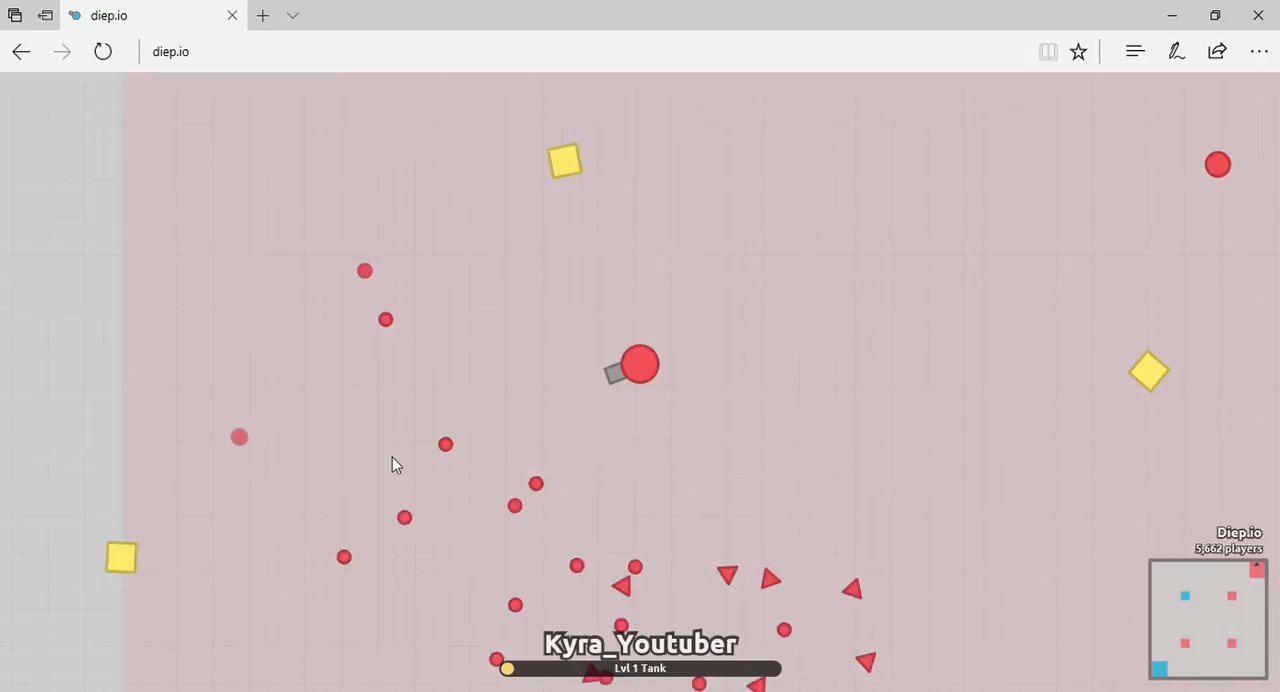 diep.io
diep.io
Diep.io
5,662 players
Kyra_Youtuber
Lvl 1 Tank